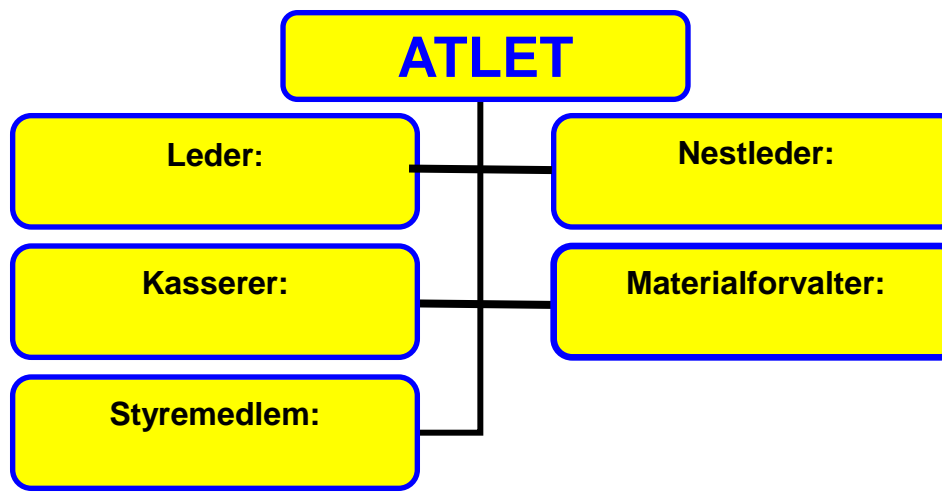 ATLET
Leder:
Nestleder:
Kasserer:
Materialforvalter:
Styremedlem: